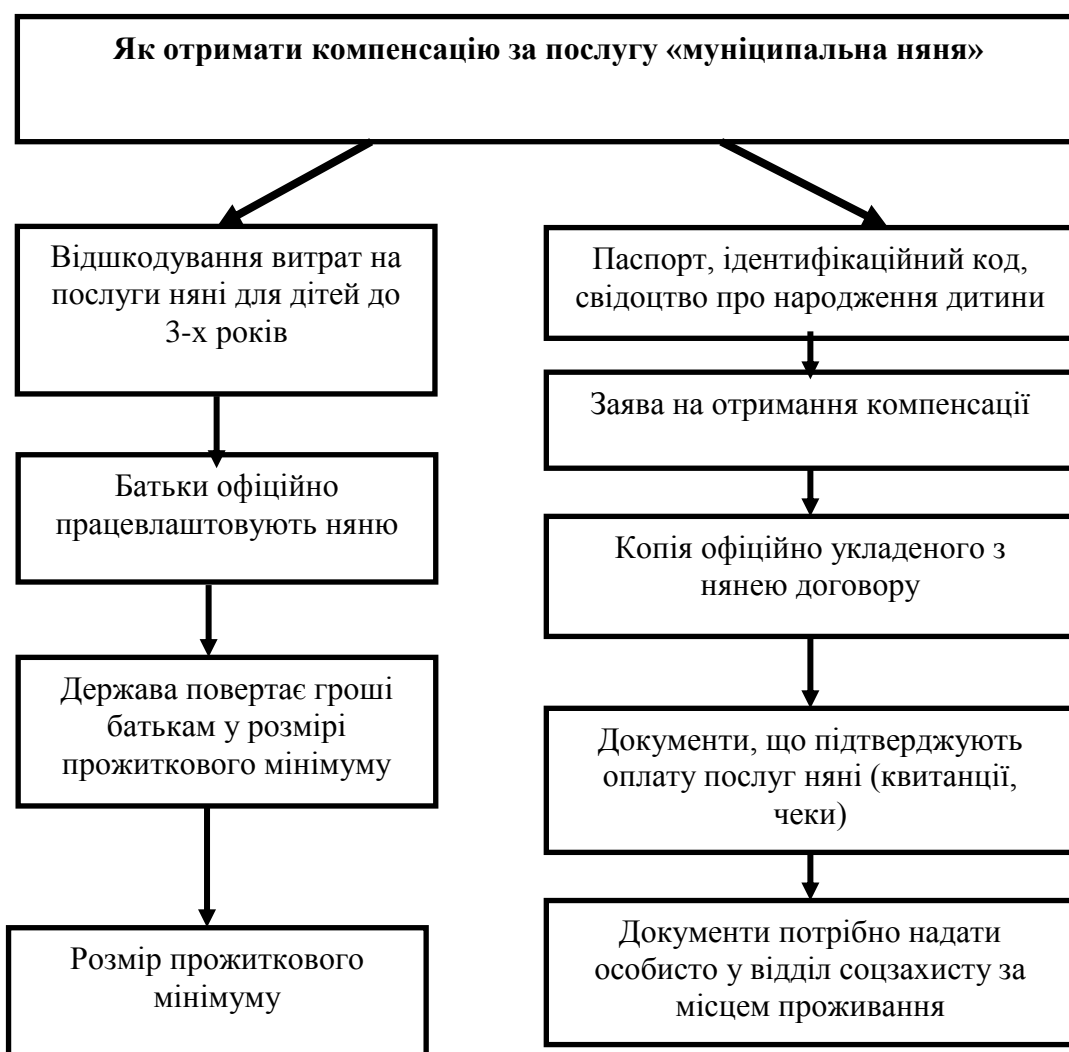 Як отримати компенсацію за послугу «муніципальна няня»
Відшкодування витрат на
послуги няні для дітей до
3-х років
Батьки офіційно
працевлаштовують няню
Держава повертає гроші
батькам у розмірі
прожиткового мінімуму
Розмір прожиткового
мінімуму
Паспорт, ідентифікаційний код,
свідоцтво про народження дитини
Заява на отримання компенсації
Копія офіційно укладеного з
нянею договору
Документи, що підтверджують
оплату послуг няні (квитанції,
чеки)
Документи потрібно надати
особисто у відділ соцзахисту за
місцем проживання